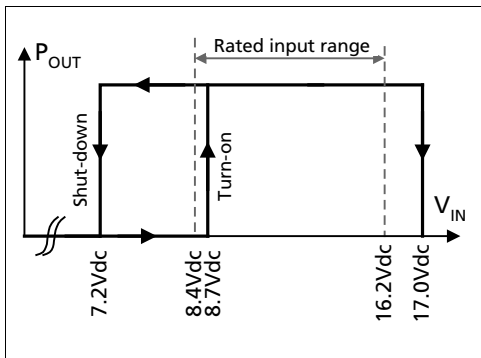 Rated input range
POUT
Shut-down
Turn-on
VIN
7.2Vdc
8.4Vdc
8.7Vdc
16.2Vdc
17.0Vdc